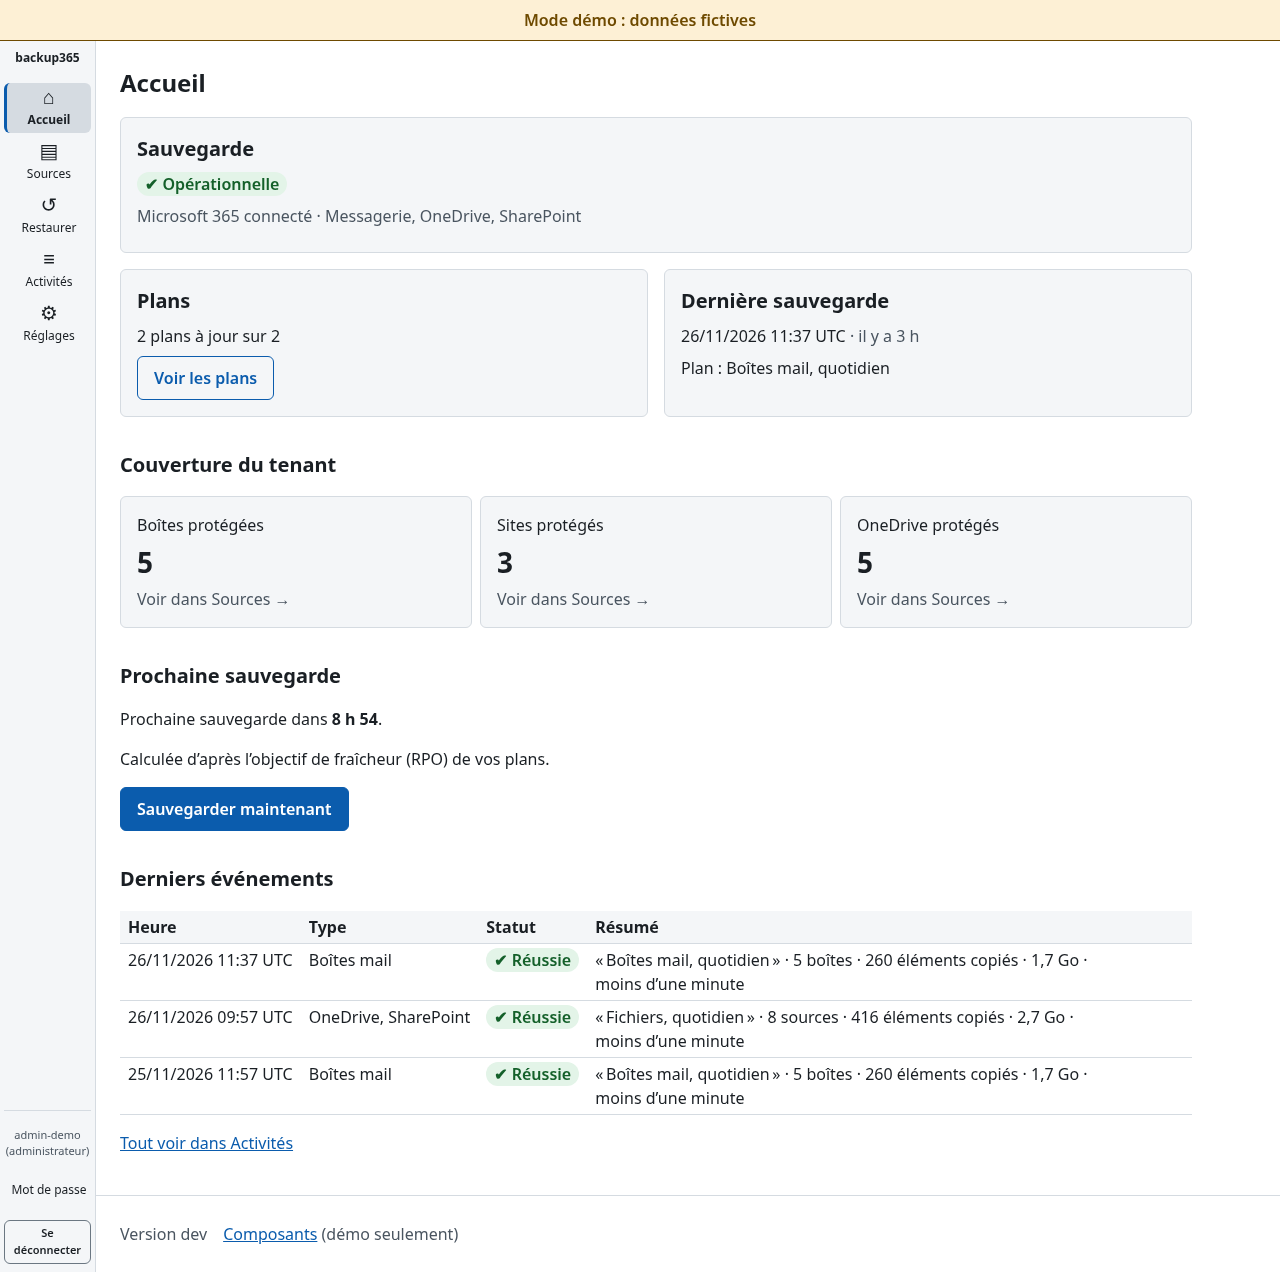 Mode démo : données fictives
backup365
Accueil
Sources
Restaurer
Activités
Réglages
admin-demo
(administrateur)
Mot de passe
Se
déconnecter
Accueil
Sauvegarde
✔ Opérationnelle
Microsoft 365 connecté · Messagerie, OneDrive, SharePoint
Plans
2 plans à jour sur 2
Voir les plans
Dernière sauvegarde
26/11/2026 11:37 UTC · il y a 3 h
Plan : Boîtes mail, quotidien
Couverture du tenant
Boîtes protégées
5
Voir dans Sources →
Sites protégés
3
Voir dans Sources →
OneDrive protégés
5
Voir dans Sources →
Prochaine sauvegarde
Prochaine sauvegarde dans 8 h 54.
Calculée d’après l’objectif de fraîcheur (RPO) de vos plans.
Sauvegarder maintenant
Derniers événements
Heure Type Statut Résumé
26/11/2026 11:37 UTC Boîtes mail ✔ Réussie « Boîtes mail, quotidien » · 5 boîtes · 260 éléments copiés · 1,7 Go ·
moins d’une minute
26/11/2026 09:57 UTC OneDrive, SharePoint ✔ Réussie « Fichiers, quotidien » · 8 sources · 416 éléments copiés · 2,7 Go ·
moins d’une minute
25/11/2026 11:57 UTC Boîtes mail ✔ Réussie « Boîtes mail, quotidien » · 5 boîtes · 260 éléments copiés · 1,7 Go ·
moins d’une minute
Tout voir dans Activités
Version dev Composants (démo seulement)